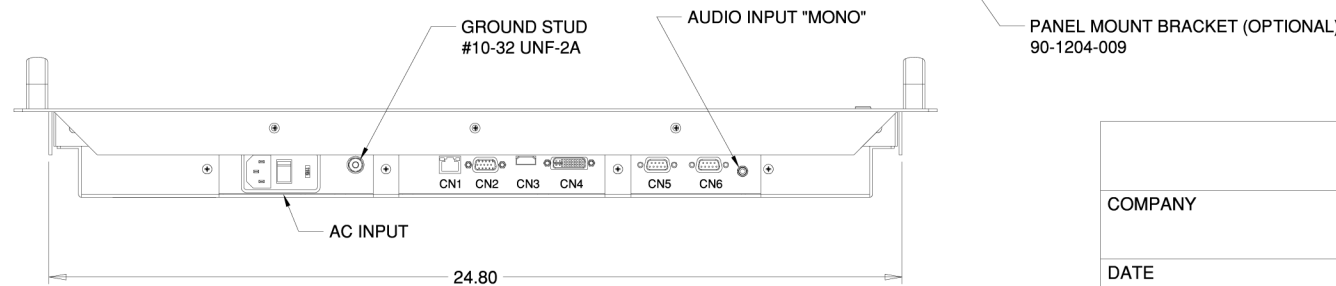 GROUND STUD
#10-32 UNF-2A
AUDIO INPUT "MONO"
PANEL MOUNT BRACKET (OPTIONAL)
90-1204-009
CN1 CN2 CN3 CN4 CN5 CN6
AC INPUT
24.80
COMPANY
DATE